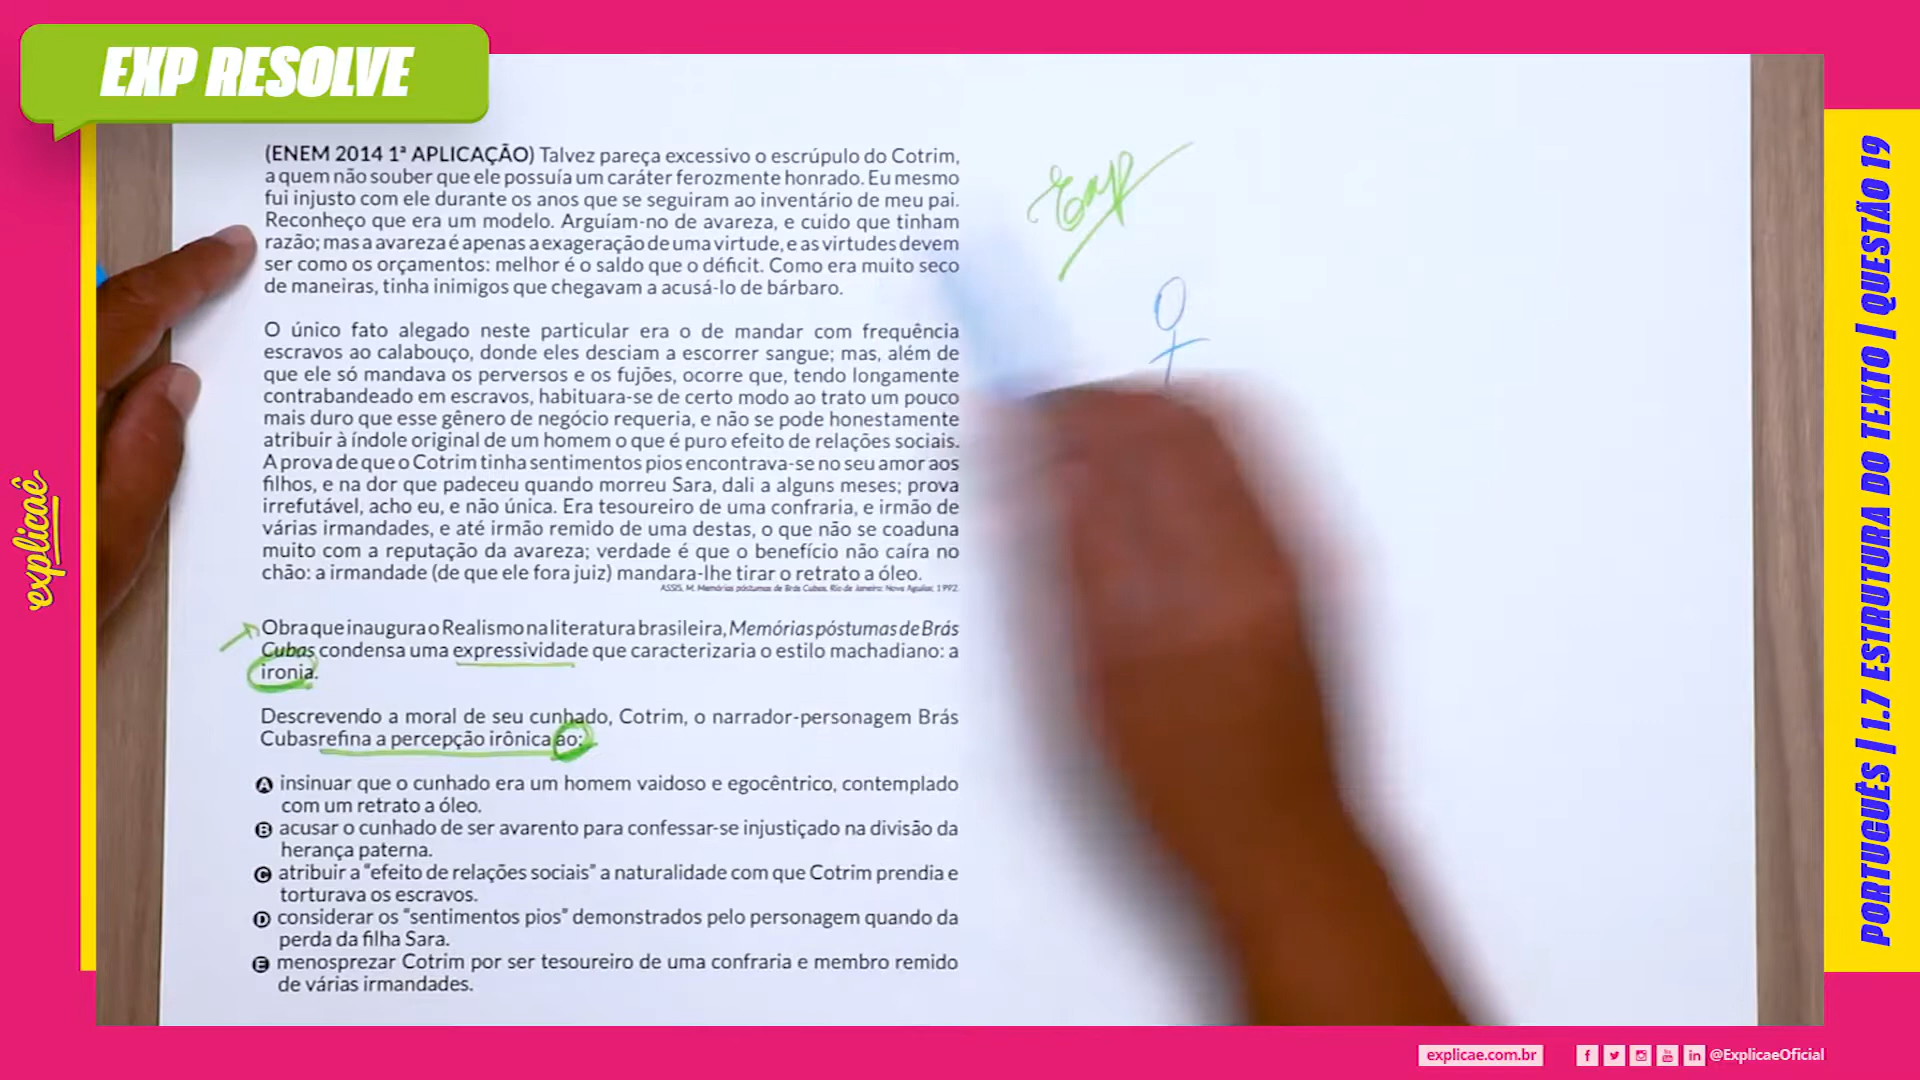 EXP RESOLVE
(ENEM 2014 1ª APLICAÇÃO) Talvez pareça excessivo o escrúpulo do Cotrim,
a quem não souber que ele possuía um caráter ferozmente honrado. Eu mesmo
fui injusto com ele durante os anos que se seguiram ao inventário de meu pai.
Reconheço que era um modelo. Arguíam-no de avareza, e cuido que tinham
razão; mas a avareza é apenas a exageração de uma virtude, e as virtudes devem
ser como os orçamentos: melhor é o saldo que o déficit. Como era muito seco
de maneiras, tinha inimigos que chegavam a acusá-lo de bárbaro.
O único fato alegado neste particular era o de mandar com frequência
escravos ao calabouço, donde eles desciam a escorrer sangue; mas, além de
que ele só mandava os perversos e os fujões, ocorre que, tendo longamente
contrabandeado em escravos, habituara-se de certo modo ao trato um pouco
mais duro que esse gênero de negócio requeria, e não se pode honestamente
atribuir à índole original de um homem o que é puro efeito de relações sociais.
A prova de que o Cotrim tinha sentimentos pios encontrava-se no seu amor aos
filhos, e na dor que padeceu quando morreu Sara, dali a alguns meses; prova
irrefutável, acho eu, e não única. Era tesoureiro de uma confraria, e irmão de
várias irmandades, e até irmão remido de uma destas, o que não se coaduna
muito com a reputação da avareza; verdade é que o benefício não caíra no
chão: a irmandade (de que ele fora juiz) mandara-lhe tirar o retrato a óleo.
ASSIS, M. Memórias póstumas de Brás Cubas. Rio de Janeiro: Nova Aguilar, 1992.
Obra que inaugura o Realismo na literatura brasileira, Memórias póstumas de Brás
Cubas condensa uma expressividade que caracterizaria o estilo machadiano: a
ironia.
Descrevendo a moral de seu cunhado, Cotrim, o narrador-personagem Brás
Cubas refina a percepção irônica ao:
A insinuar que o cunhado era um homem vaidoso e egocêntrico, contemplado
com um retrato a óleo.
B acusar o cunhado de ser avarento para confessar-se injustiçado na divisão da
herança paterna.
C atribuir a "efeito de relações sociais" a naturalidade com que Cotrim prendia e
torturava os escravos.
D considerar os "sentimentos pios" demonstrados pelo personagem quando da
perda da filha Sara.
E menosprezar Cotrim por ser tesoureiro de uma confraria e membro remido
de várias irmandades.
Exp
explicaê
PORTUGUÊS | 1.7 ESTRUTURA DO TEXTO | QUESTÃO 19
explicae.com.br
@ExplicaeOficial